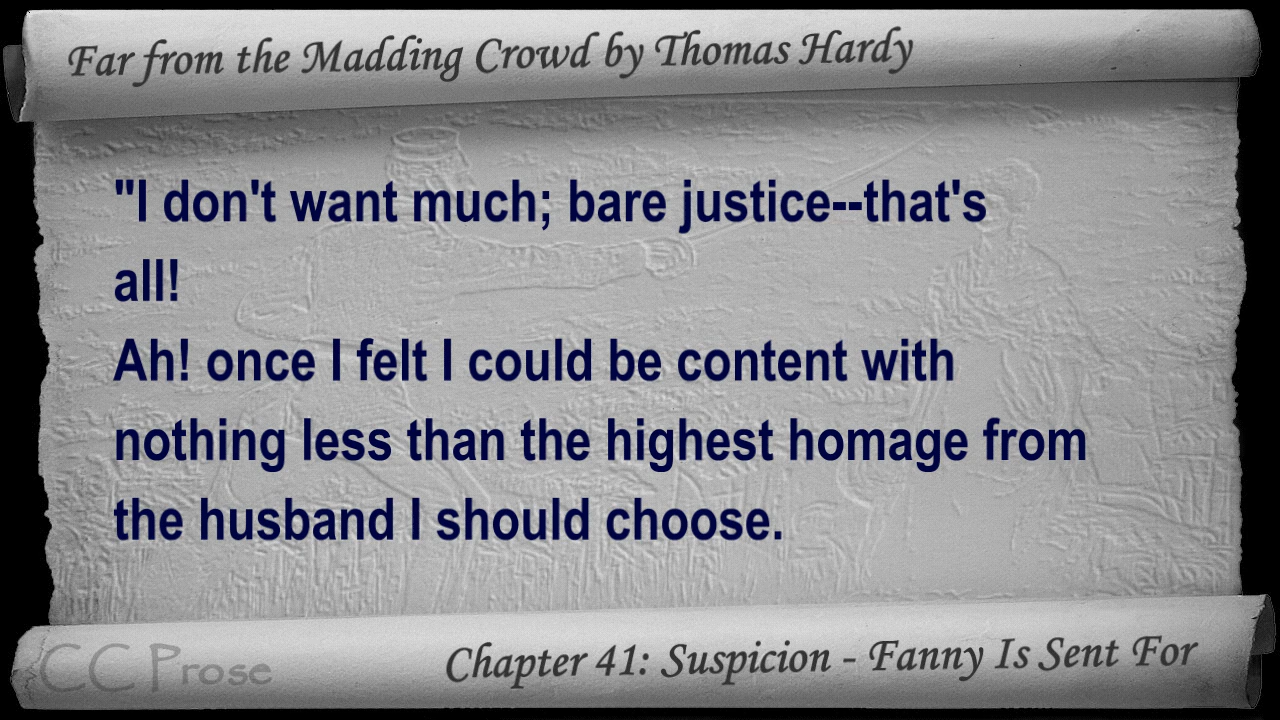 Far from the Madding Crowd by Thomas Hardy
"I don't want much; bare justice--that's
all!
Ah! once I felt I could be content with
nothing less than the highest homage from
the husband I should choose.
CC Prose
Chapter 41: Suspicion - Fanny Is Sent For